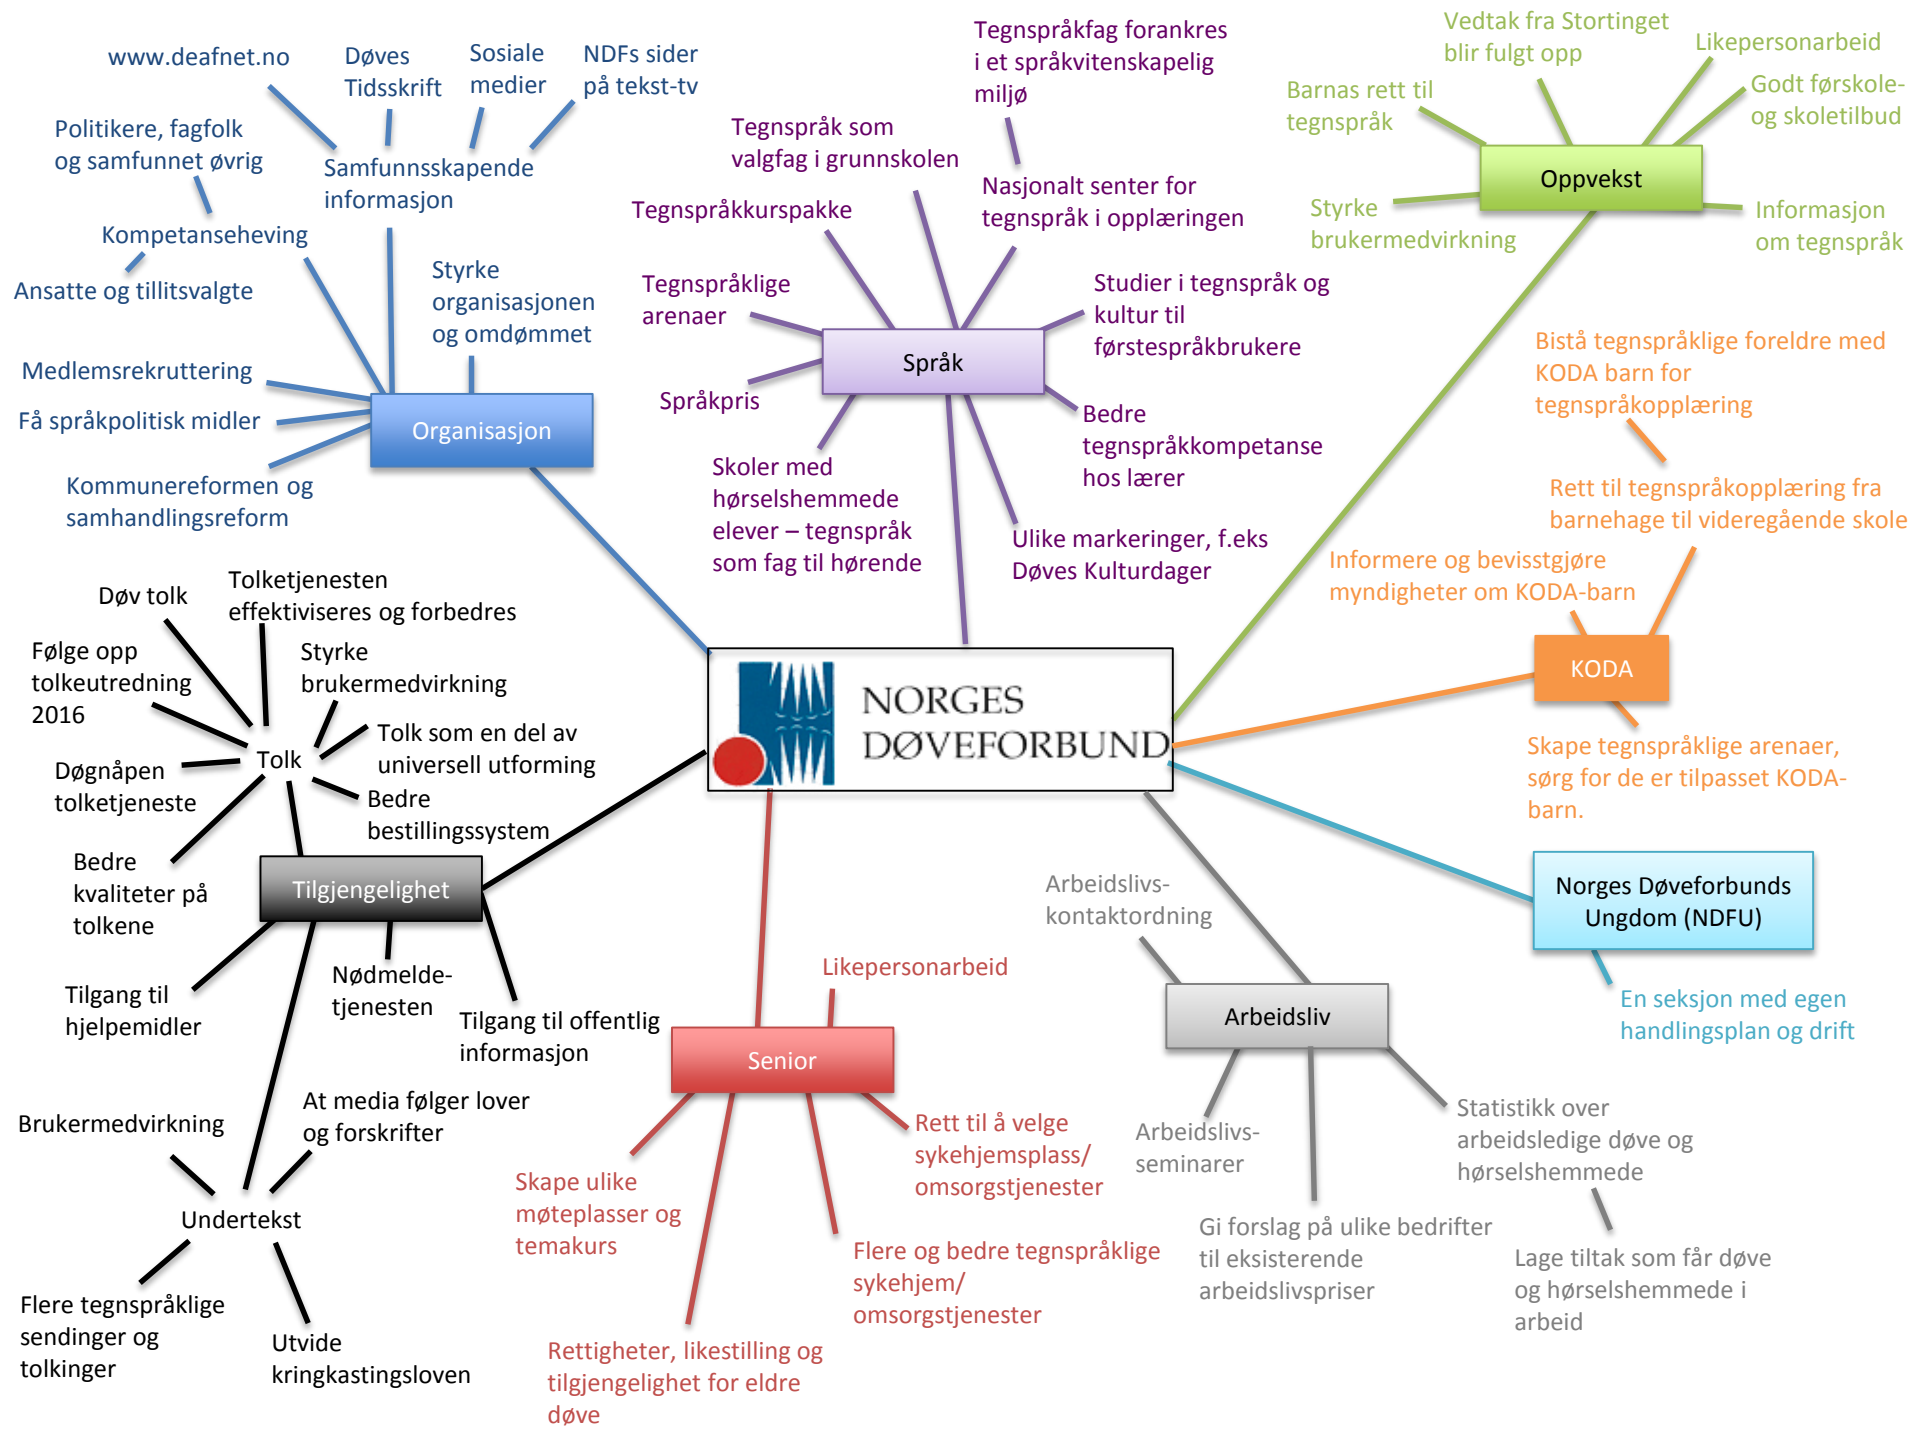 www.deafnet.no
Døves
Tidsskrift
Sosiale
medier
NDFs sider
på tekst-tv
Politikere, fagfolk
og samfunnet øvrig
Samfunnsskapende
informasjon
Kompetanseheving
Ansatte og tillitsvalgte
Styrke
organisasjonen
og omdømmet
Medlemsrekruttering
Få språkpolitisk midler
Kommunereformen og
samhandlingsreform
Organisasjon
Tegnspråkfag forankres
i et språkvitenskapelig
miljø
Tegnspråk som
valgfag i grunnskolen
Nasjonalt senter for
tegnspråk i opplæringen
Tegnspråkkurspakke
Tegnspråklige
arenaer
Studier i tegnspråk og
kultur til
førstespråkbrukere
Språk
Språkpris
Bedre
tegnspråkkompetanse
hos lærer
Skoler med
hørselshemmede
elever – tegnspråk
som fag til hørende
Ulike markeringer, f.eks
Døves Kulturdager
Vedtak fra Stortinget
blir fulgt opp
Likepersonarbeid
Barnas rett til
tegnspråk
Godt førskole-
og skoletilbud
Oppvekst
Styrke
brukermedvirkning
Informasjon
om tegnspråk
Bistå tegnspråklige foreldre med
KODA barn for
tegnspråkopplæring
Rett til tegnspråkopplæring fra
barnehage til videregående skole
Informere og bevisstgjøre
myndigheter om KODA-barn
KODA
Skape tegnspråklige arenaer,
sørg for de er tilpasset KODA-
barn.
NORGES
DØVEFORBUND
Døv tolk
Tolketjenesten
effektiviseres og forbedres
Følge opp
tolkeutredning
2016
Styrke
brukermedvirkning
Tolk
Tolk som en del av
universell utforming
Døgnåpen
tolketjeneste
Bedre
bestillingssystem
Bedre
kvaliteter på
tolkene
Tilgjengelighet
Tilgang til
hjelpemidler
Nødmelde-
tjenesten
Tilgang til offentlig
informasjon
Brukermedvirkning
At media følger lover
og forskrifter
Undertekst
Flere tegnspråklige
sendinger og
tolkinger
Utvide
kringkastingsloven
Likepersonarbeid
Senior
Skape ulike
møteplasser og
temakurs
Rett til å velge
sykehjemsplass/
omsorgstjenester
Flere og bedre tegnspråklige
sykehjem/
omsorgstjenester
Rettigheter, likestilling og
tilgjengelighet for eldre
døve
Arbeidslivs-
kontaktordning
Arbeidsliv
Arbeidslivs-
seminarer
Statistikk over
arbeidsledige døve og
hørselshemmede
Gi forslag på ulike bedrifter
til eksisterende
arbeidslivspriser
Lage tiltak som får døve
og hørselshemmede i
arbeid
Norges Døveforbunds
Ungdom (NDFU)
En seksjon med egen
handlingsplan og drift